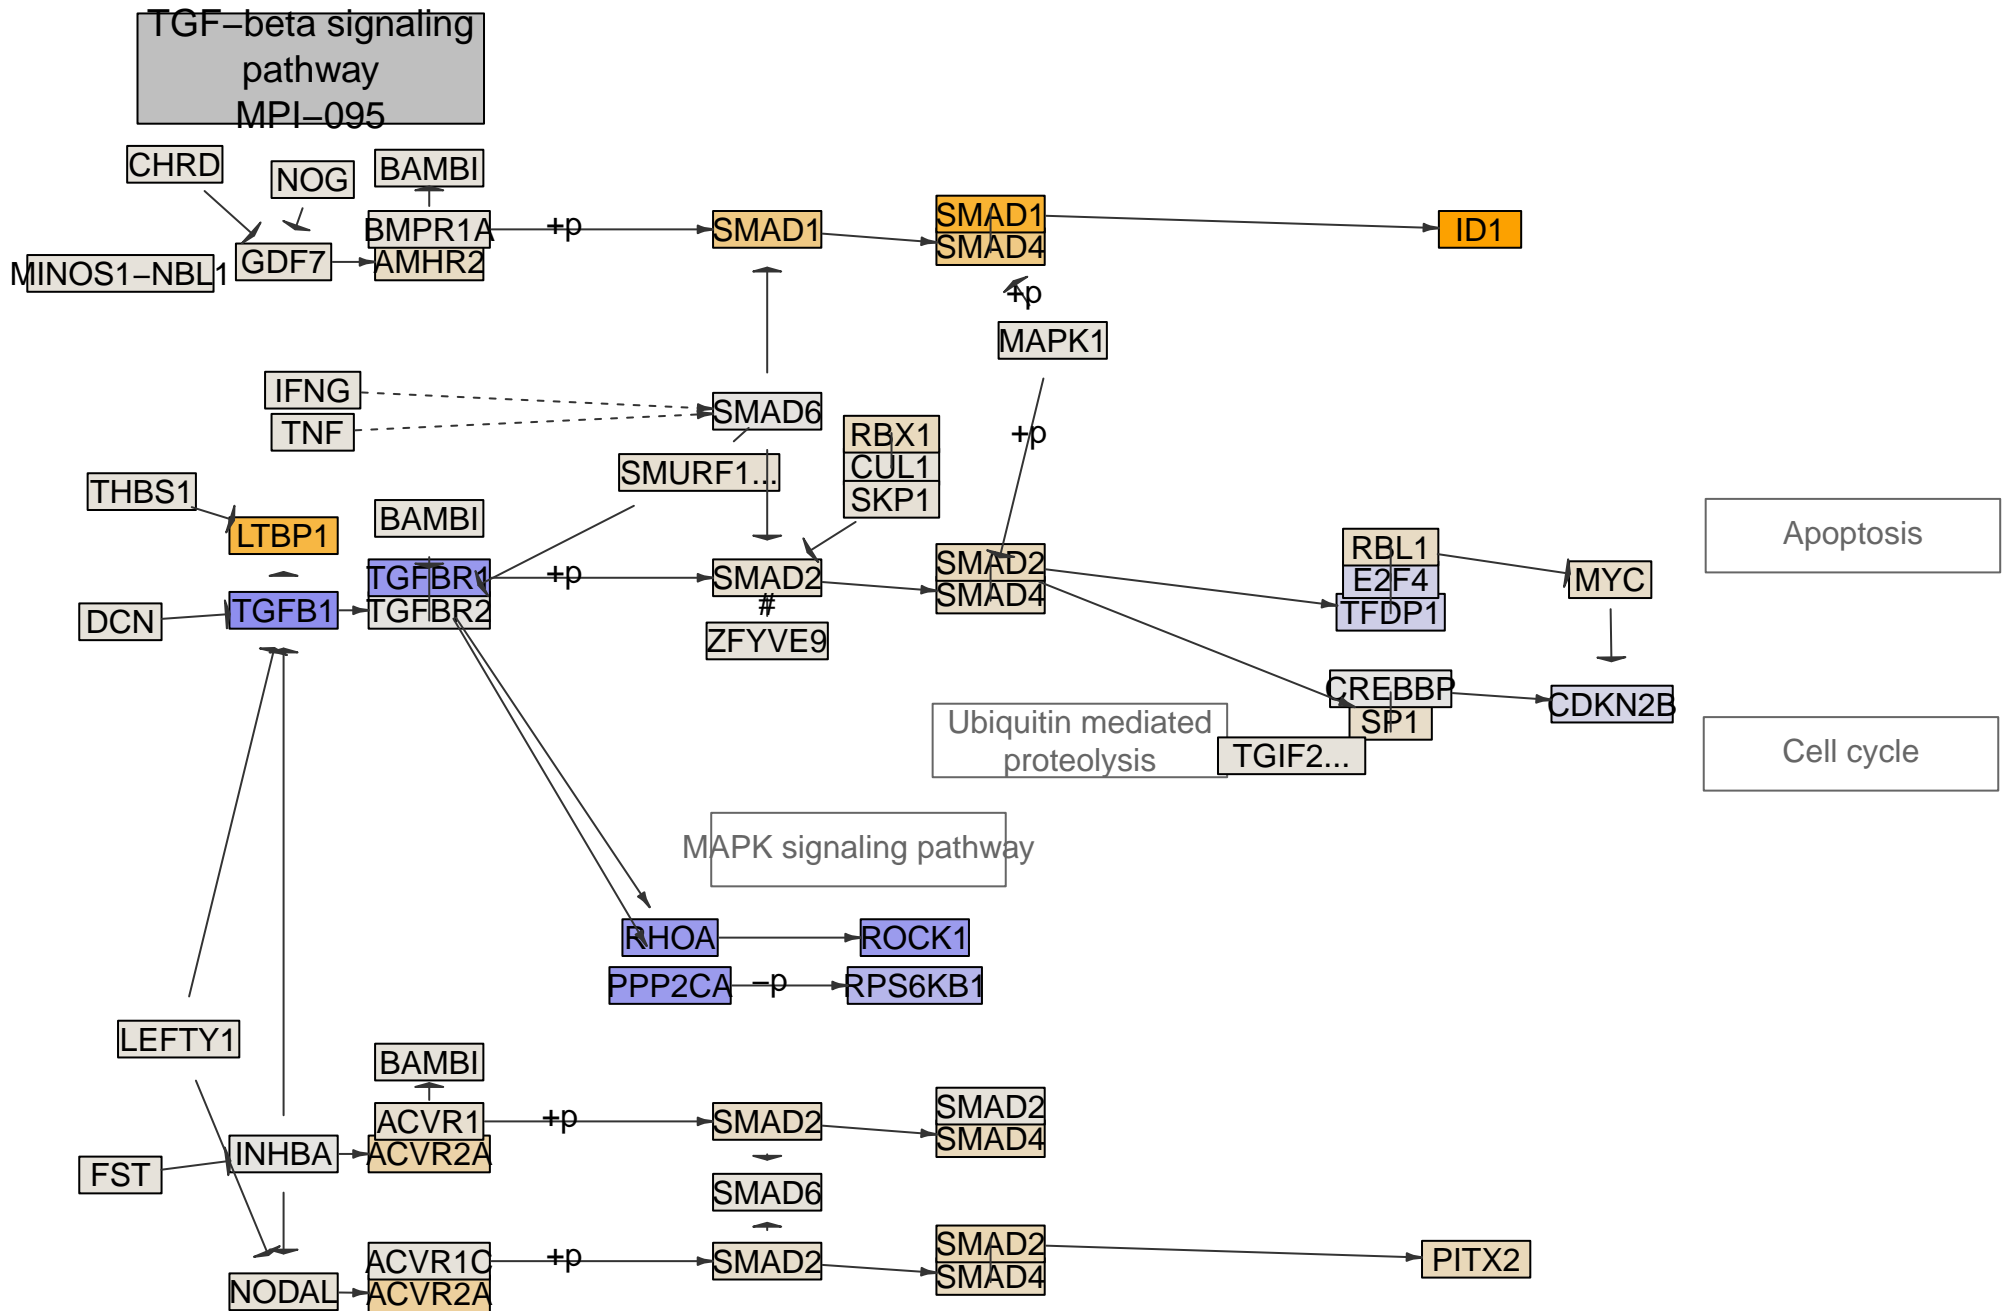 TGF−beta signaling
pathway
MPI−095
CHRD
NOG
BAMBI
BMPR1A
+p
SMAD1
SMAD1
SMAD4
ID1
MINOS1−NBL1
GDF7
AMHR2
+p
MAPK1
IFNG
TNF
SMAD6
RBX1
CUL1
SKP1
+p
SMURF1...
THBS1
LTBP1
BAMBI
TGFBR1
+p
SMAD2
#
ZFYVE9
SMAD2
SMAD4
RBL1
E2F4
TFDP1
MYC
Apoptosis
DCN
TGFB1
TGFBR2
CREBBP
SP1
TGIF2...
CDKN2B
Ubiquitin mediated
proteolysis
Cell cycle
MAPK signaling pathway
RHOA
ROCK1
PPP2CA
−p
RPS6KB1
LEFTY1
BAMBI
ACVR1
+p
SMAD2
SMAD2
SMAD4
FST
INHBA
ACVR2A
SMAD6
ACVR1C
+p
SMAD2
SMAD2
SMAD4
PITX2
NODAL
ACVR2A